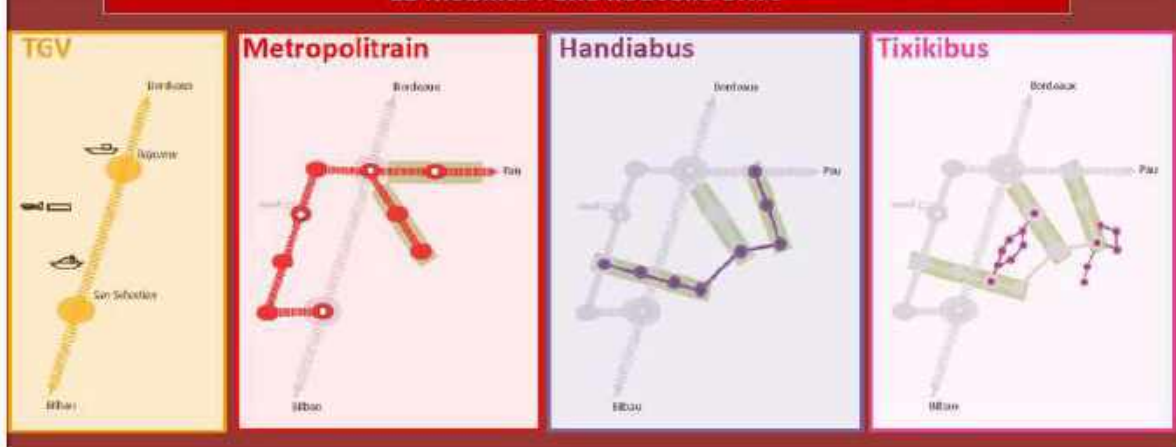 TGV
Bordeaux
Bayonne
San Sebastian
Bilbao
Metropolitrain
Bordeaux
Pau
Bilbao
Handiabus
Bordeaux
Pau
Bilbao
Tixikibus
Bordeaux
Pau
Bilbao